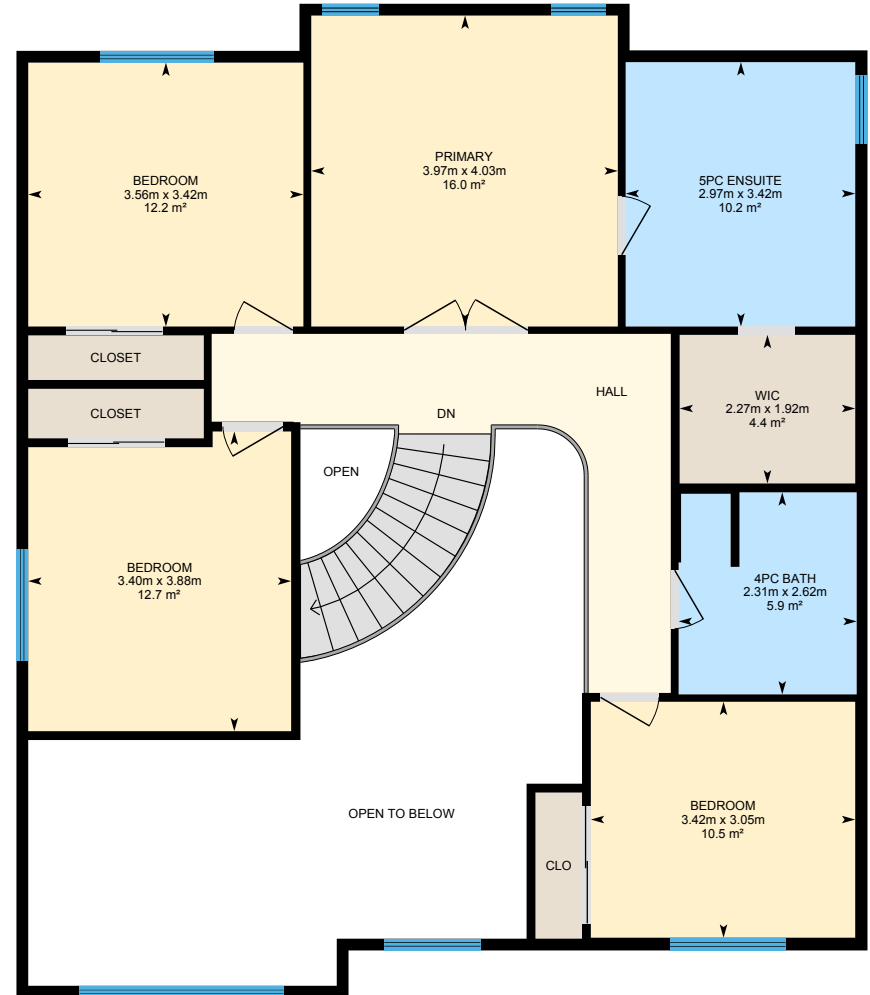 PRIMARY
3.97m x 4.03m
16.0 m²
BEDROOM
3.56m x 3.42m
12.2 m²
5PC ENSUITE
2.97m x 3.42m
10.2 m²
CLOSET
CLOSET
HALL
DN
WIC
2.27m x 1.92m
4.4 m²
OPEN
BEDROOM
3.40m x 3.88m
12.7 m²
4PC BATH
2.31m x 2.62m
5.9 m²
OPEN TO BELOW
BEDROOM
3.42m x 3.05m
10.5 m²
CLO